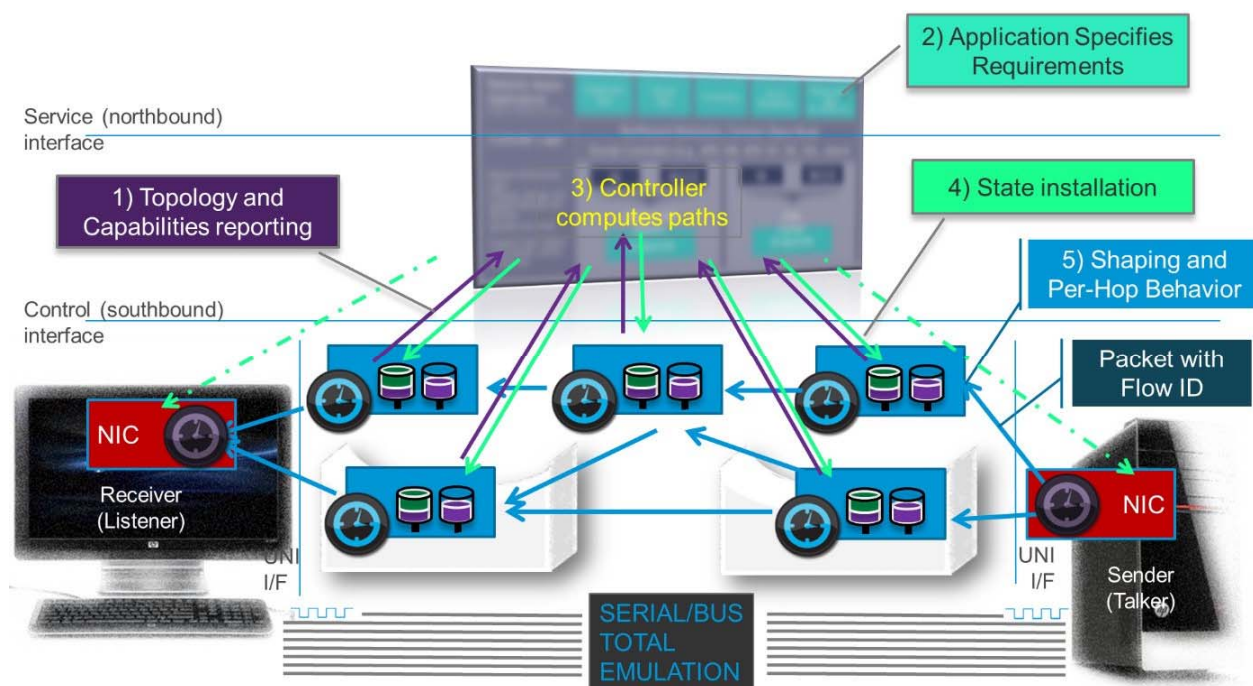 2) Application Specifies
Requirements
Service (northbound)
interface
1) Topology and
Capabilities reporting
3) Controller
computes paths
4) State installation
5) Shaping and
Per-Hop Behavior
Control (southbound)
interface
Packet with
Flow ID
NIC
Receiver
(Listener)
NIC
UNI
I/F
UNI
I/F
Sender
(Talker)
SERIAL/BUS
TOTAL
EMULATION